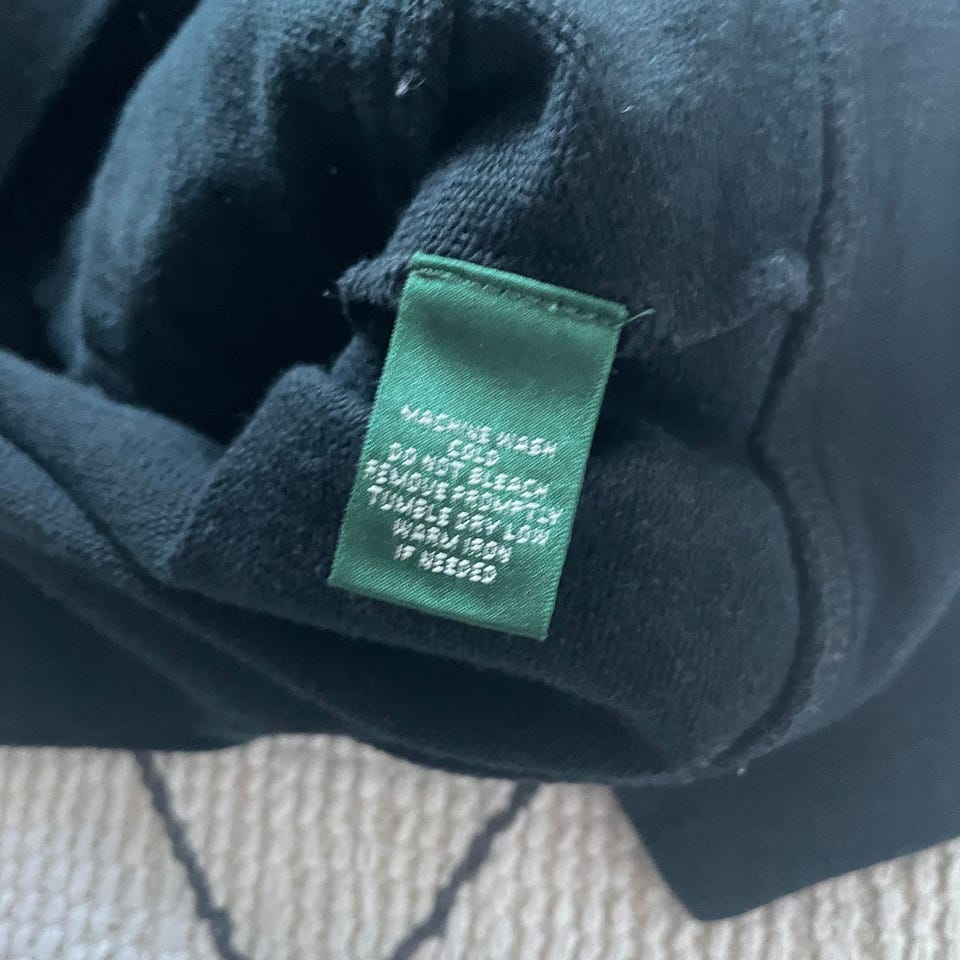 MACHINE WASH
COLD
DO NOT BLEACH
REMOVE PROMPTLY
TUMBLE DRY LOW
WARM IRON
IF NEEDED